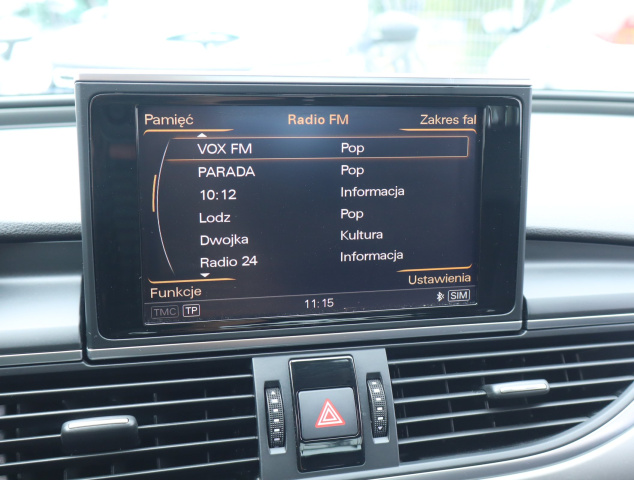 Pamięć Radio FM Zakres fal
VOX FM Pop
PARADA Pop
10:12 Informacja
Lodz Pop
Dwojka Kultura
Radio 24 Informacja
Funkcje Ustawienia
TMC TP 11:15 SIM